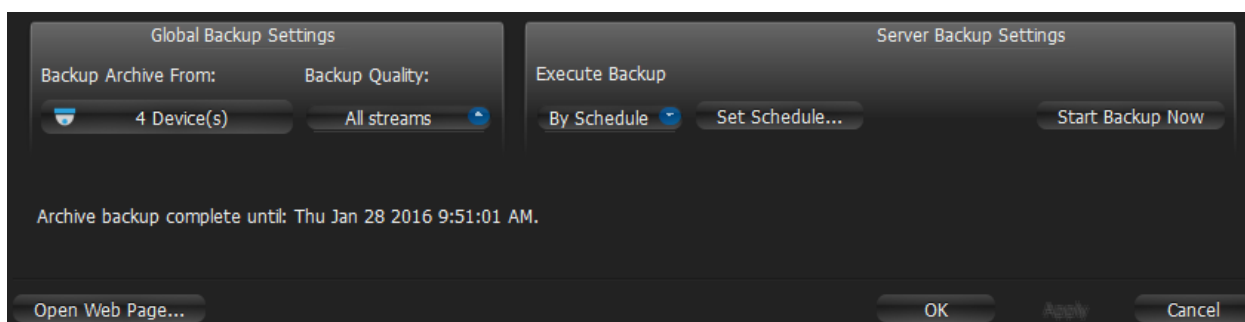 Global Backup Settings
Server Backup Settings
Backup Archive From:
Backup Quality:
Execute Backup
4 Device(s)
All streams
By Schedule
Set Schedule...
Start Backup Now
Archive backup complete until: Thu Jan 28 2016 9:51:01 AM.
Open Web Page...
OK
Apply
Cancel